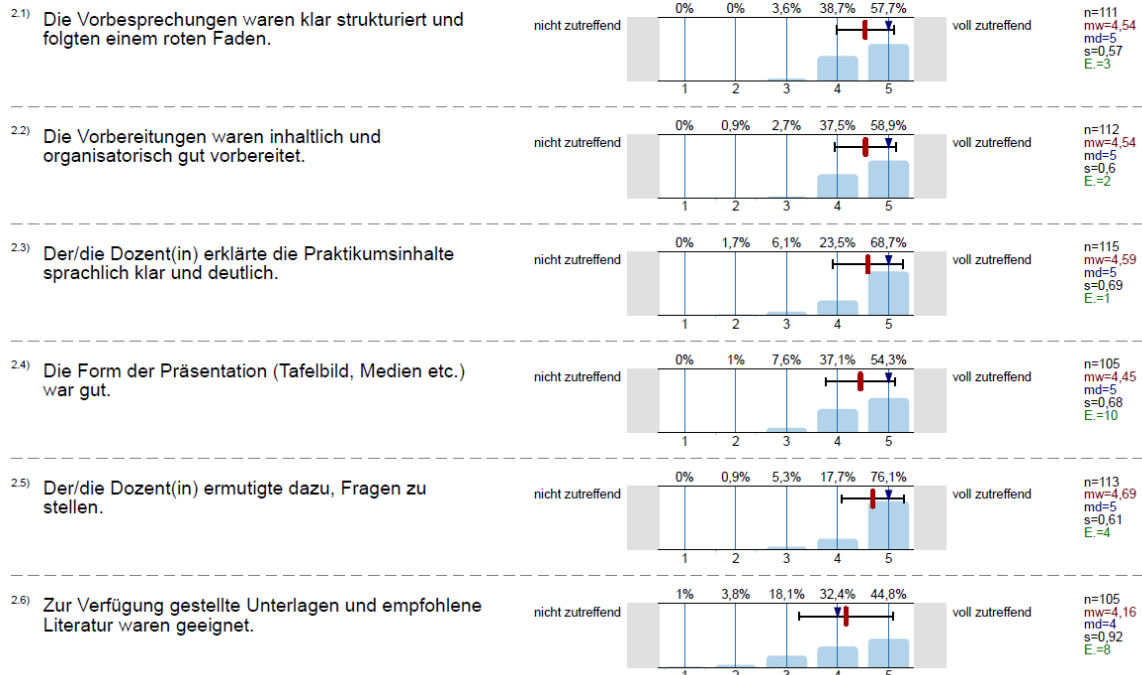 2.1) Die Vorbesprechungen waren klar strukturiert und
folgten einem roten Faden.
nicht zutreffend
0% 0% 3,6% 38,7% 57,7%
1 2 3 4 5
voll zutreffend
n=111
mw=4,54
md=5
s=0,57
E.=3
2.2) Die Vorbereitungen waren inhaltlich und
organisatorisch gut vorbereitet.
nicht zutreffend
0% 0,9% 2,7% 37,5% 58,9%
1 2 3 4 5
voll zutreffend
n=112
mw=4,54
md=5
s=0,6
E.=2
2.3) Der/die Dozent(in) erklärte die Praktikumsinhalte
sprachlich klar und deutlich.
nicht zutreffend
0% 1,7% 6,1% 23,5% 68,7%
1 2 3 4 5
voll zutreffend
n=115
mw=4,59
md=5
s=0,69
E.=1
2.4) Die Form der Präsentation (Tafelbild, Medien etc.)
war gut.
nicht zutreffend
0% 1% 7,6% 37,1% 54,3%
1 2 3 4 5
voll zutreffend
n=105
mw=4,45
md=5
s=0,68
E.=10
2.5) Der/die Dozent(in) ermutigte dazu, Fragen zu
stellen.
nicht zutreffend
0% 0,9% 5,3% 17,7% 76,1%
1 2 3 4 5
voll zutreffend
n=113
mw=4,69
md=5
s=0,61
E.=4
2.6) Zur Verfügung gestellte Unterlagen und empfohlene
Literatur waren geeignet.
nicht zutreffend
1% 3,8% 18,1% 32,4% 44,8%
1 2 3 4 5
voll zutreffend
n=105
mw=4,16
md=4
s=0,92
E.=8